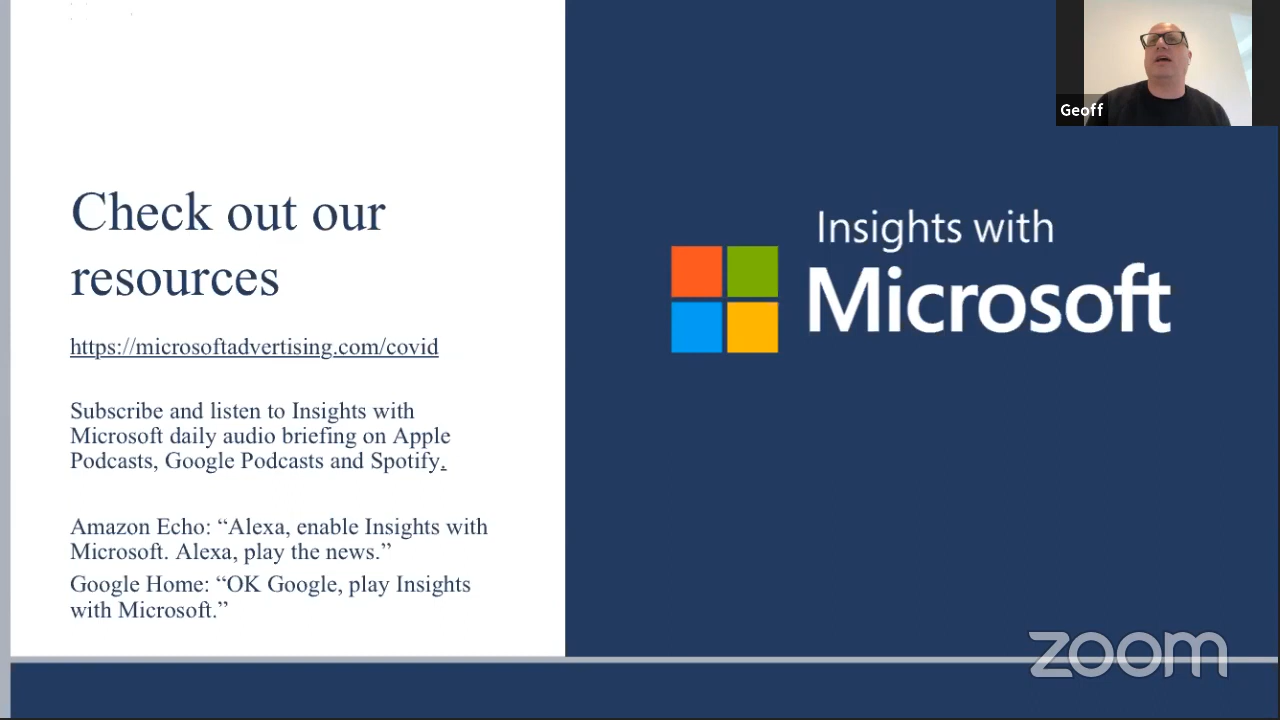 Geoff
Check out our
resources
https://microsoftadvertising.com/covid
Subscribe and listen to Insights with
Microsoft daily audio briefing on Apple
Podcasts, Google Podcasts and Spotify.
Amazon Echo: “Alexa, enable Insights with
Microsoft. Alexa, play the news.”
Google Home: “OK Google, play Insights
with Microsoft.”
Insights with
Microsoft
zoom